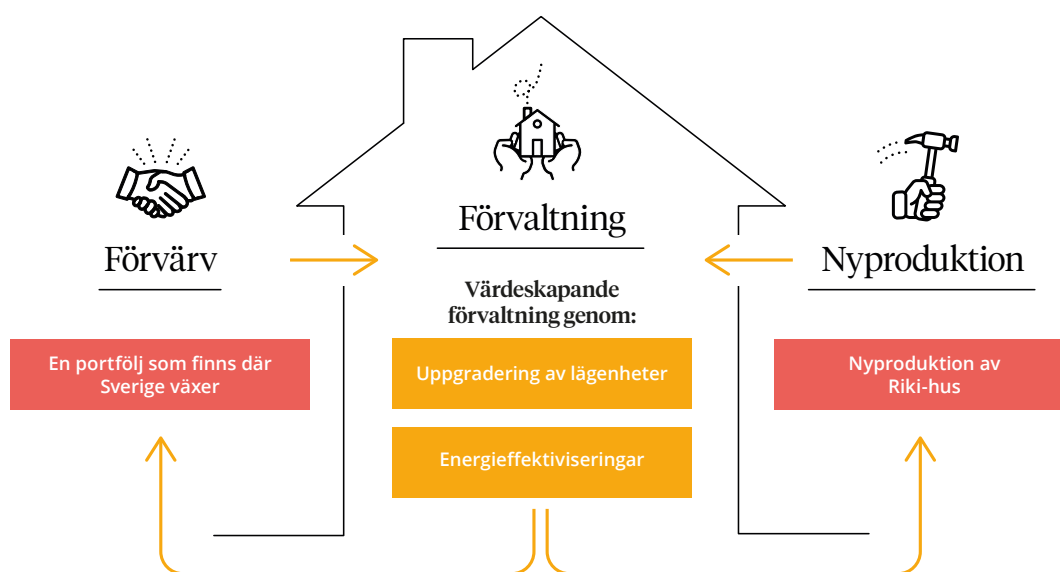 Förvärv
En portfölj som finns där
Sverige växer
Förvaltning
Värdeskapande
förvaltning genom:
Uppgradering av lägenheter
Energieffektiviseringar
Nyproduktion
Nyproduktion av
Riki-hus